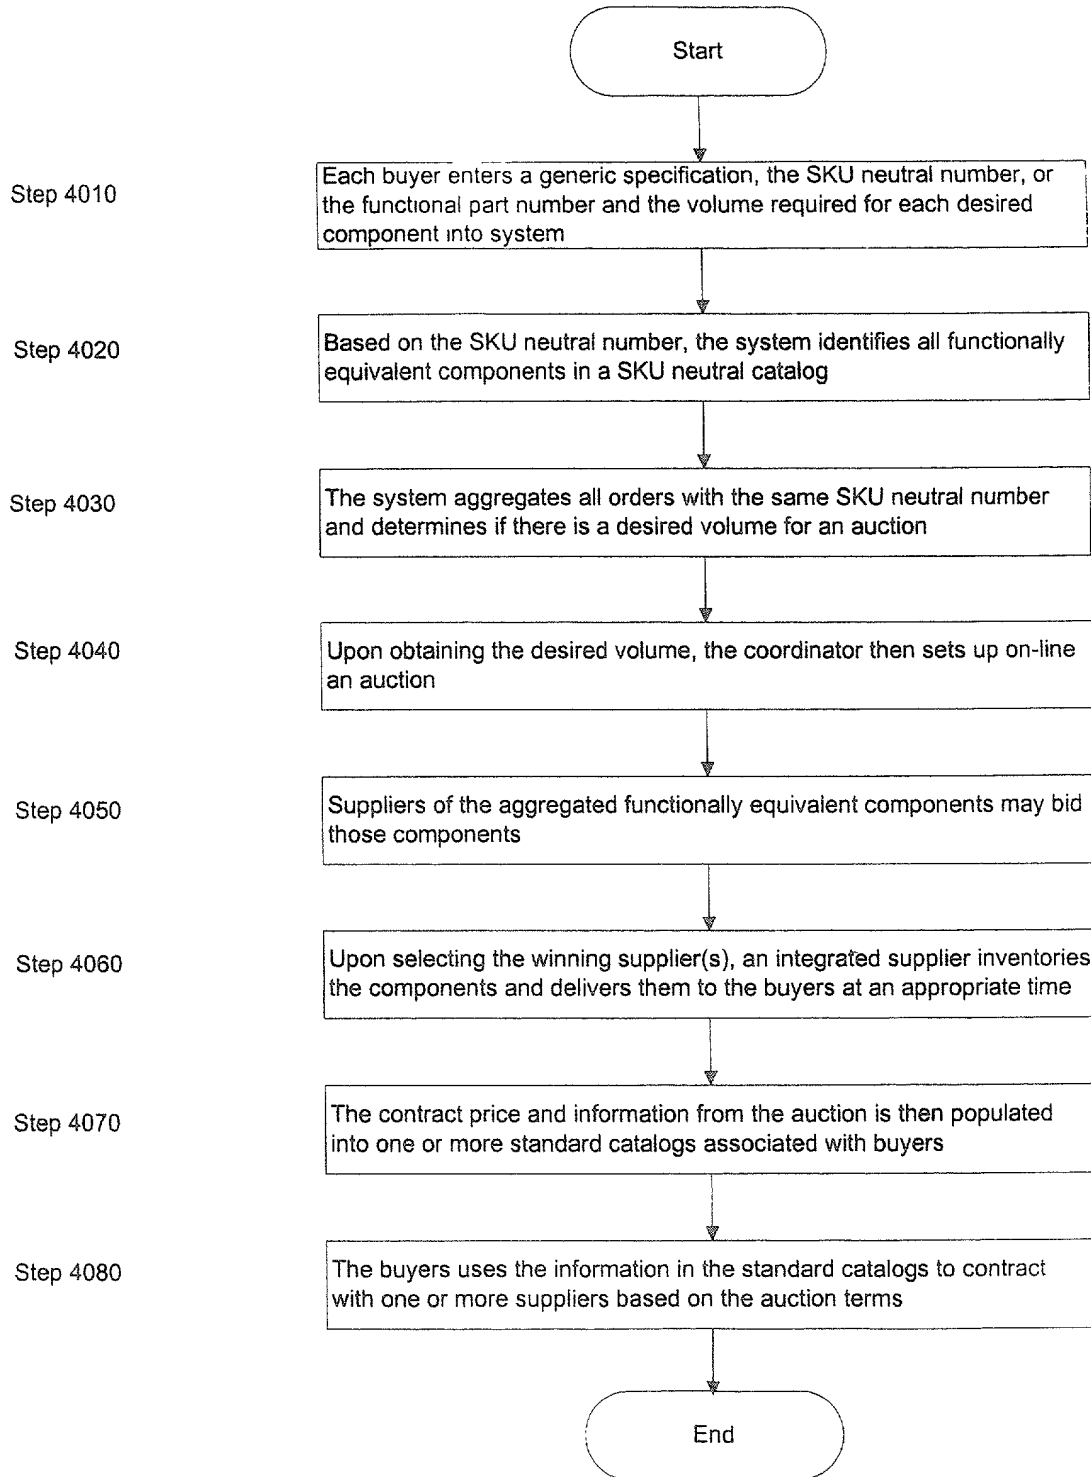 Start
Step 4010
Each buyer enters a generic specification, the SKU neutral number, or
the functional part number and the volume required for each desired
component into system
Step 4020
Based on the SKU neutral number, the system identifies all functionally
equivalent components in a SKU neutral catalog
Step 4030
The system aggregates all orders with the same SKU neutral number
and determines if there is a desired volume for an auction
Step 4040
Upon obtaining the desired volume, the coordinator then sets up on-line
an auction
Step 4050
Suppliers of the aggregated functionally equivalent components may bid
those components
Step 4060
Upon selecting the winning supplier(s), an integrated supplier inventories
the components and delivers them to the buyers at an appropriate time
Step 4070
The contract price and information from the auction is then populated
into one or more standard catalogs associated with buyers
Step 4080
The buyers uses the information in the standard catalogs to contract
with one or more suppliers based on the auction terms
End